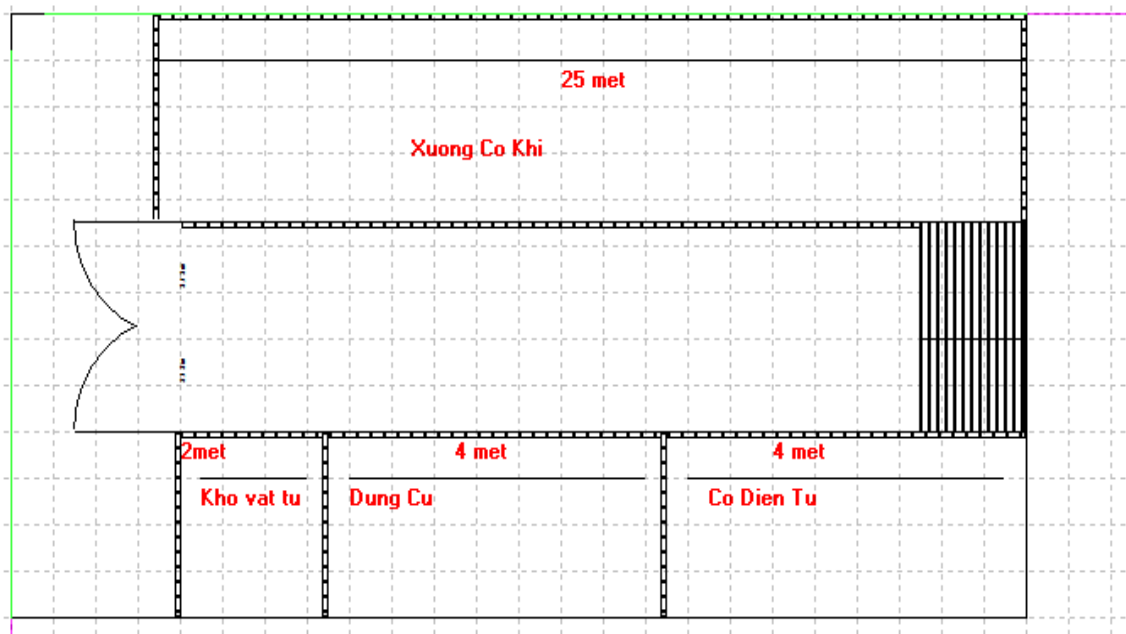 25 met
Xuong Co Khi
2met
4 met
4 met
Kho vat tu
Dung Cu
Co Dien Tu